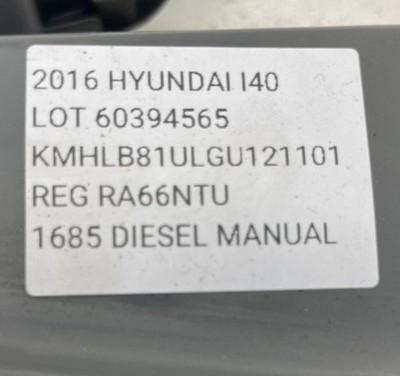 2016 HYUNDAI I40
LOT 60394565
KMHLB81ULGU121101
REG RA66NTU
1685 DIESEL MANUAL